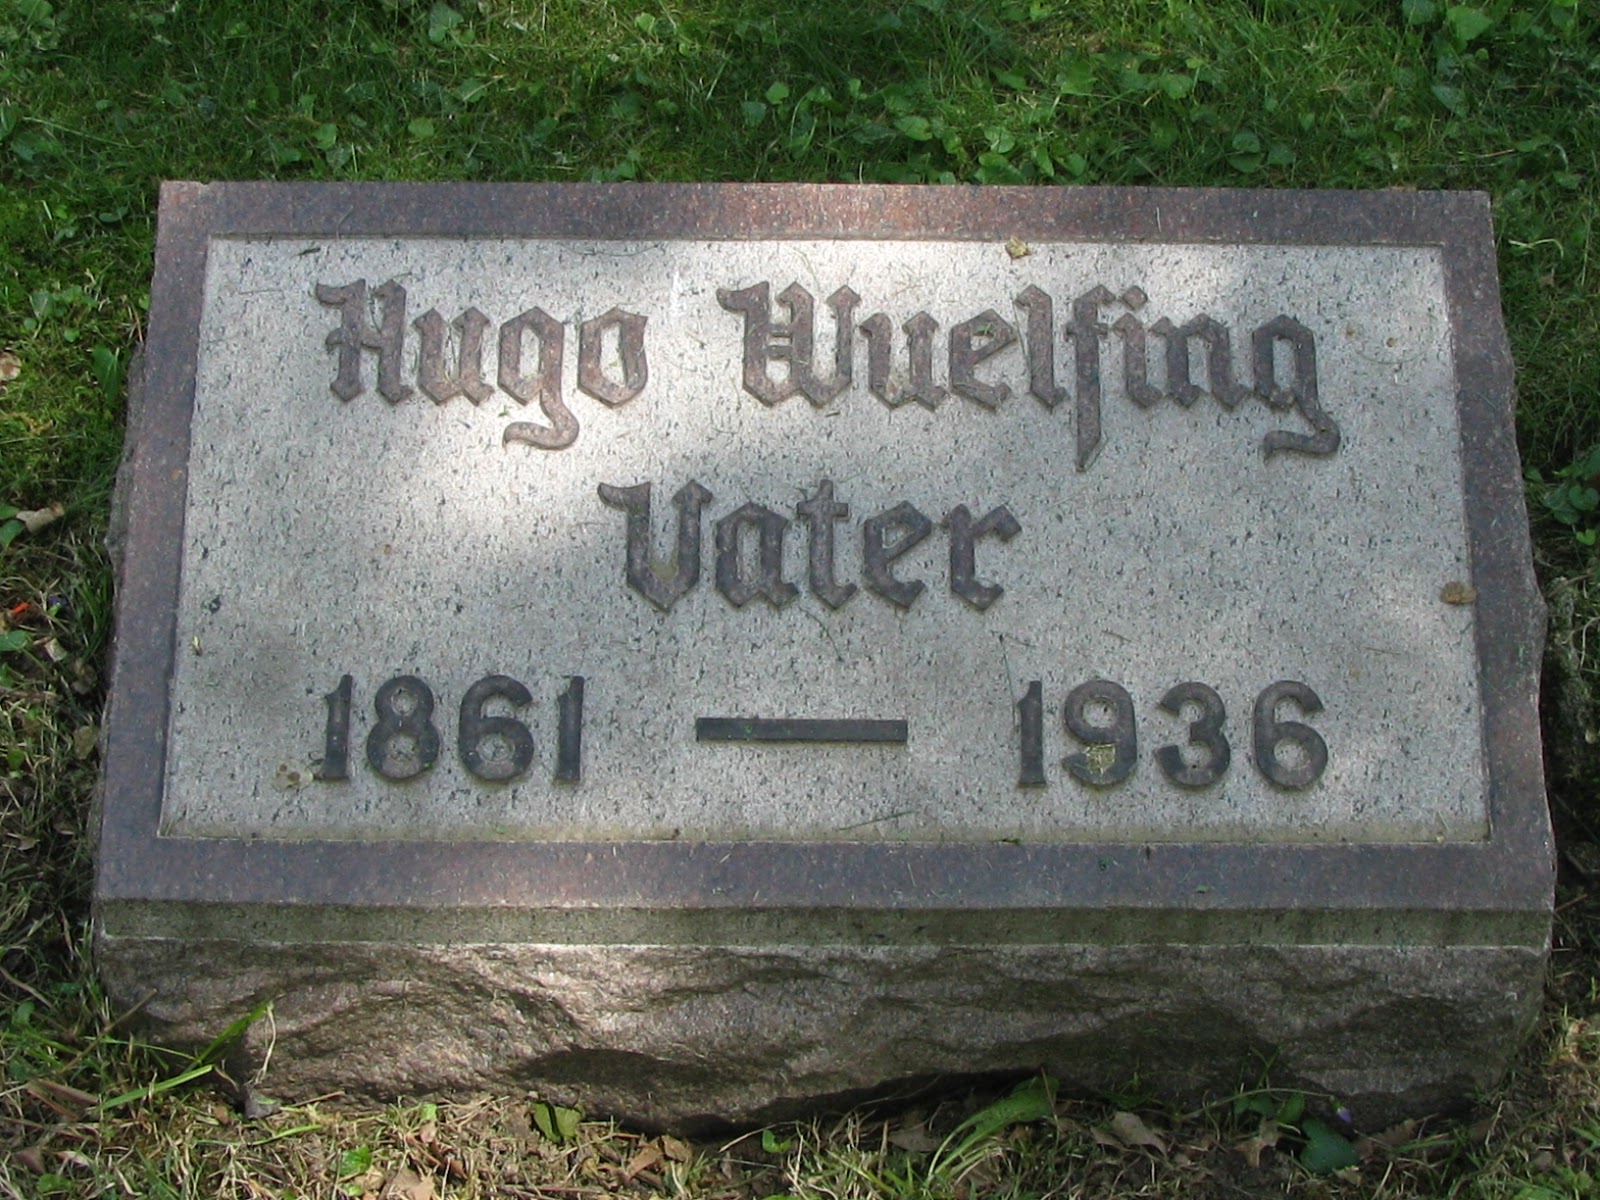 Hugo Wuelfing
Vater
1861 — 1936